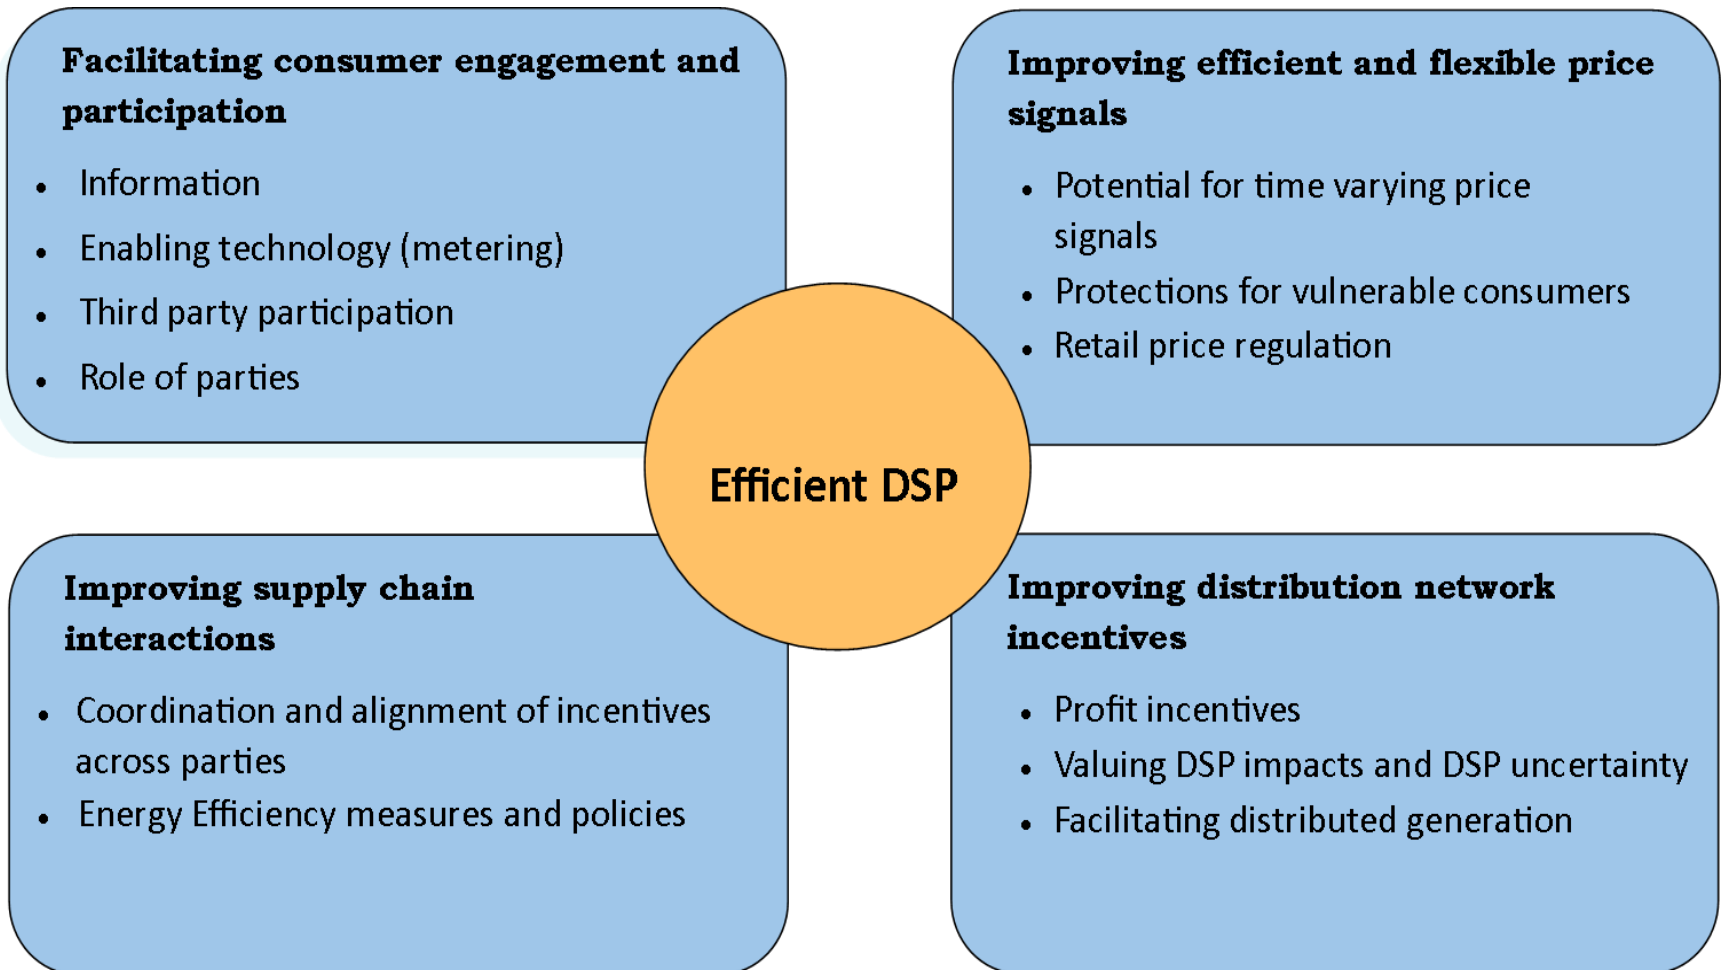 Facilitating consumer engagement and
participation
• Information
• Enabling technology (metering)
• Third party participation
• Role of parties
Improving efficient and flexible price
signals
• Potential for time varying price
signals
• Protections for vulnerable consumers
• Retail price regulation
Efficient DSP
Improving supply chain
interactions
• Coordination and alignment of incentives
across parties
• Energy Efficiency measures and policies
Improving distribution network
incentives
• Profit incentives
• Valuing DSP impacts and DSP uncertainty
• Facilitating distributed generation